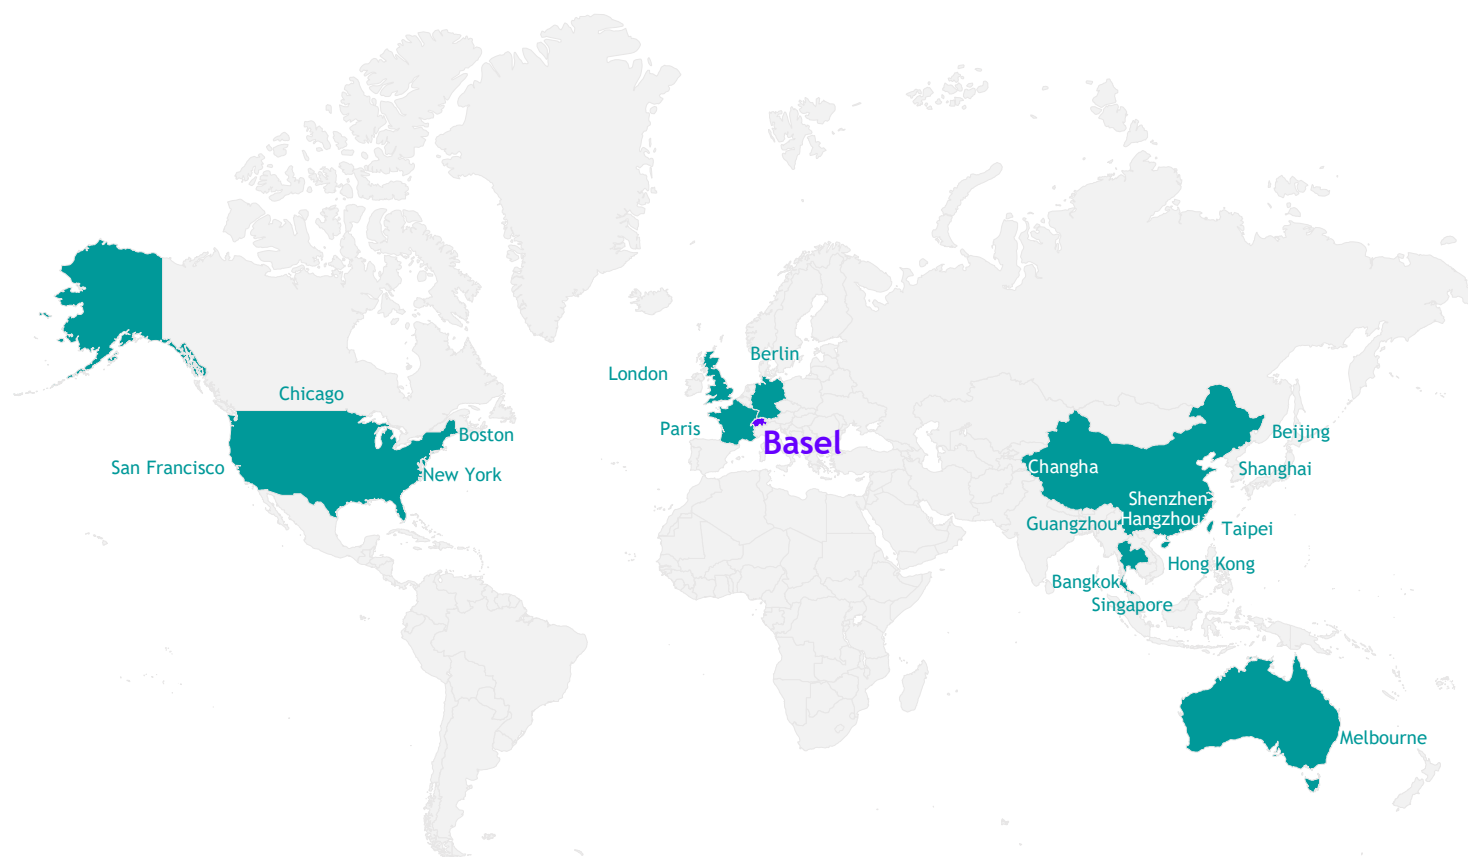 Berlin
London
Chicago
Paris
Boston
Basel
Beijing
San Francisco
New York
Changha
Shanghai
Shenzhen
Hangzhou
Guangzhou
Taipei
Hong Kong
Bangkok
Singapore
Melbourne